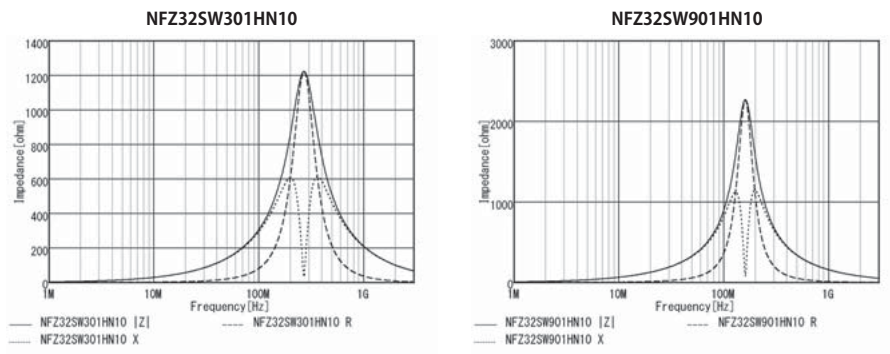 NFZ32SW301HN10
1400
1200
1000
800
600
400
200
0
Impedance[ohm]
1M
10M
100M
1G
Frequency[Hz]
NFZ32SW301HN10 |Z|
NFZ32SW301HN10 R
NFZ32SW301HN10 X
NFZ32SW901HN10
3000
2000
1000
0
Impedance[ohm]
1M
10M
100M
1G
Frequency[Hz]
NFZ32SW901HN10 |Z|
NFZ32SW901HN10 R
NFZ32SW901HN10 X